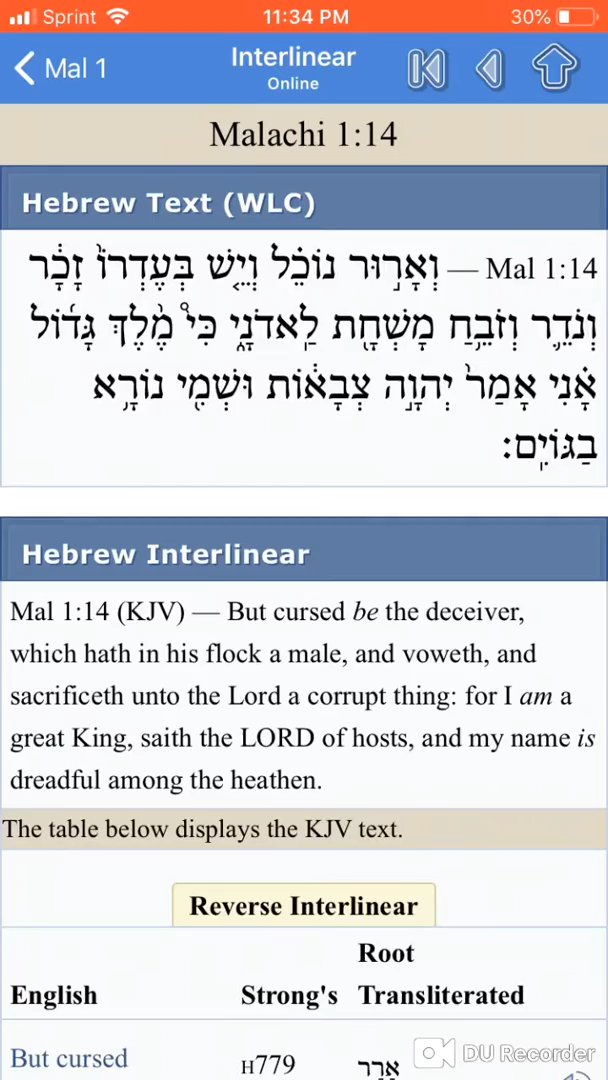 Sprint 11:34 PM 30%
Mal 1 Interlinear
Online
Malachi 1:14
Hebrew Text (WLC)
Mal 1:14 — וְאָר֣וּר נוֹכֵ֗ל וְיֵ֤שׁ בְּעֶדְרוֹ֙ זָכָ֔ר
וְנֹדֵ֛ר וְזֹבֵ֥חַ מָשְׁחָ֖ת לַֽאדֹנָ֑י כִּי֩ מֶ֨לֶךְ גָּד֜וֹל
אָ֗נִי אָמַר֙ יְהוָ֣ה צְבָא֔וֹת וּשְׁמִ֖י נוֹרָ֥א
בַגּוֹיִֽם׃
Hebrew Interlinear
Mal 1:14 (KJV) — But cursed be the deceiver,
which hath in his flock a male, and voweth, and
sacrificeth unto the Lord a corrupt thing: for I am a
great King, saith the LORD of hosts, and my name is
dreadful among the heathen.
The table below displays the KJV text.
Reverse Interlinear
Root
English Strong's Transliterated
But cursed H779 אָרַר
DU Recorder